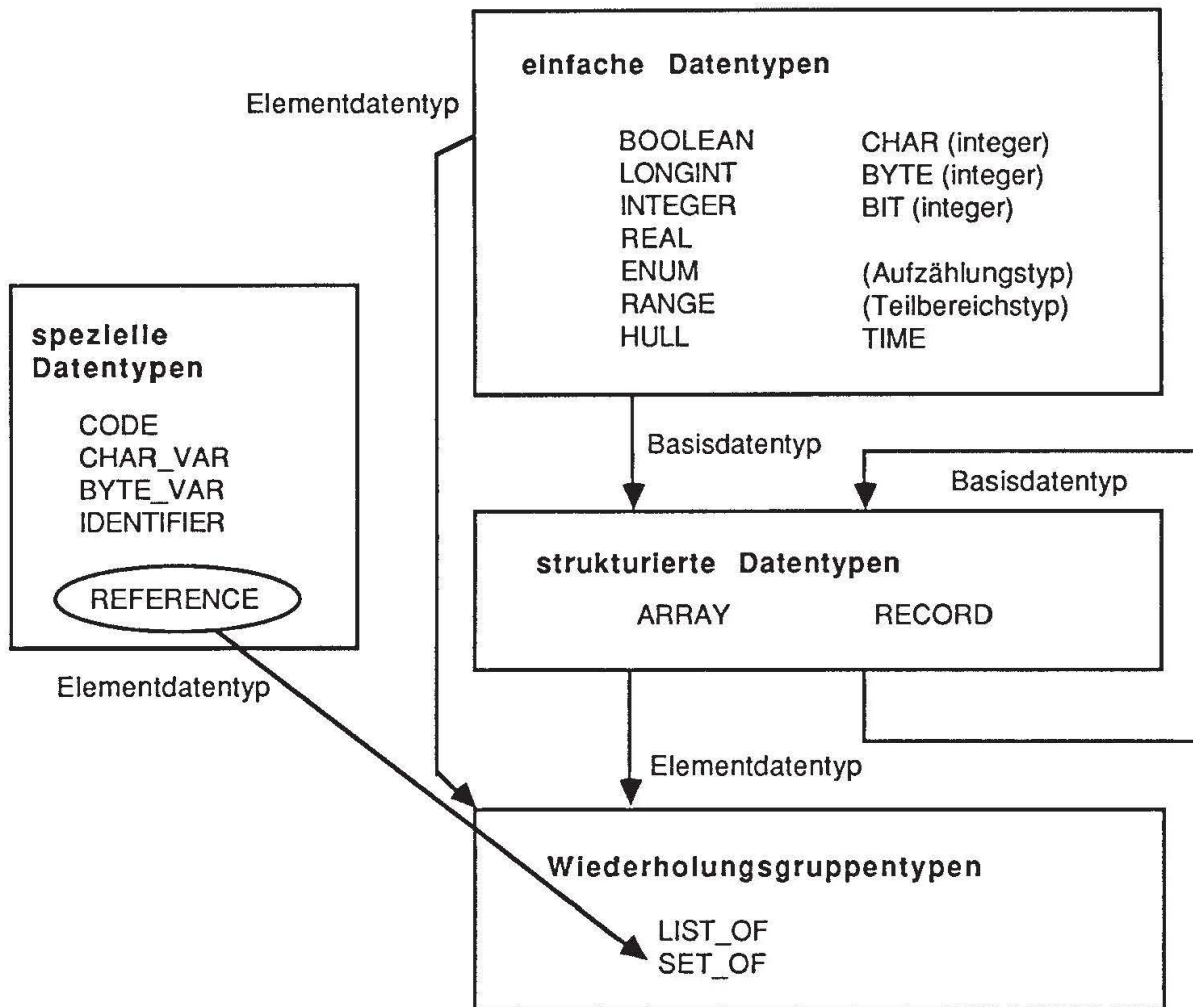 einfache Datentypen
Elementdatentyp
BOOLEAN CHAR (integer)
LONGINT BYTE (integer)
INTEGER BIT (integer)
REAL
ENUM (Aufzählungstyp)
RANGE (Teilbereichstyp)
HULL TIME
spezielle
Datentypen
CODE
CHAR_VAR
BYTE_VAR
IDENTIFIER
REFERENCE
Elementdatentyp
Basisdatentyp
Basisdatentyp
strukturierte Datentypen
ARRAY RECORD
Elementdatentyp
Wiederholungsgruppentypen
LIST_OF
SET_OF